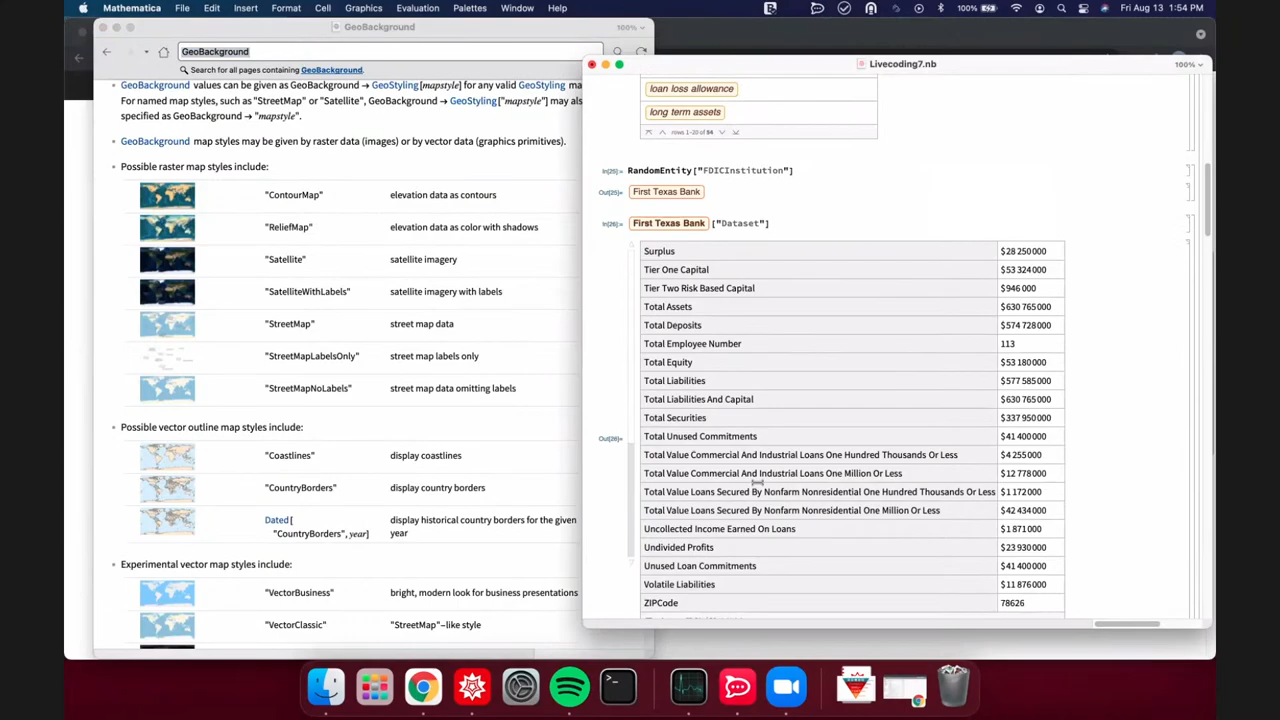 Mathematica File Edit Insert Format Cell Graphics Evaluation Palettes Window Help 100% Fri Aug 13 1:54 PM
GeoBackground 100%
GeoBackground
Search for all pages containing GeoBackground.
GeoBackground values can be given as GeoBackground → GeoStyling[mapstyle] for any valid GeoStyling ma
For named map styles, such as "StreetMap" or "Satellite", GeoBackground → GeoStyling["mapstyle"] may als
specified as GeoBackground → "mapstyle".
GeoBackground map styles may be given by raster data (images) or by vector data (graphics primitives).
Possible raster map styles include:
"ContourMap" elevation data as contours
"ReliefMap" elevation data as color with shadows
"Satellite" satellite imagery
"SatelliteWithLabels" satellite imagery with labels
"StreetMap" street map data
"StreetMapLabelsOnly" street map labels only
"StreetMapNoLabels" street map data omitting labels
Possible vector outline map styles include:
"Coastlines" display coastlines
"CountryBorders" display country borders
Dated[ display historical country borders for the given
"CountryBorders", year] year
Experimental vector map styles include:
"VectorBusiness" bright, modern look for business presentations
"VectorClassic" "StreetMap"–like style
Livecoding7.nb 100%
loan loss allowance
long term assets
rows 1–20 of 54
In[25]:= RandomEntity["FDICInstitution"]
Out[25]= First Texas Bank
In[26]:= First Texas Bank ["Dataset"]
Surplus $28 250 000
Tier One Capital $53 324 000
Tier Two Risk Based Capital $946 000
Total Assets $630 765 000
Total Deposits $574 728 000
Total Employee Number 113
Total Equity $53 180 000
Total Liabilities $577 585 000
Total Liabilities And Capital $630 765 000
Total Securities $337 950 000
Out[26]= Total Unused Commitments $41 400 000
Total Value Commercial And Industrial Loans One Hundred Thousands Or Less $4 255 000
Total Value Commercial And Industrial Loans One Million Or Less $12 778 000
Total Value Loans Secured By Nonfarm Nonresidential One Hundred Thousands Or Less $1 172 000
Total Value Loans Secured By Nonfarm Nonresidential One Million Or Less $42 434 000
Uncollected Income Earned On Loans $1 871 000
Undivided Profits $23 930 000
Unused Loan Commitments $41 400 000
Volatile Liabilities $11 876 000
ZIPCode 78626